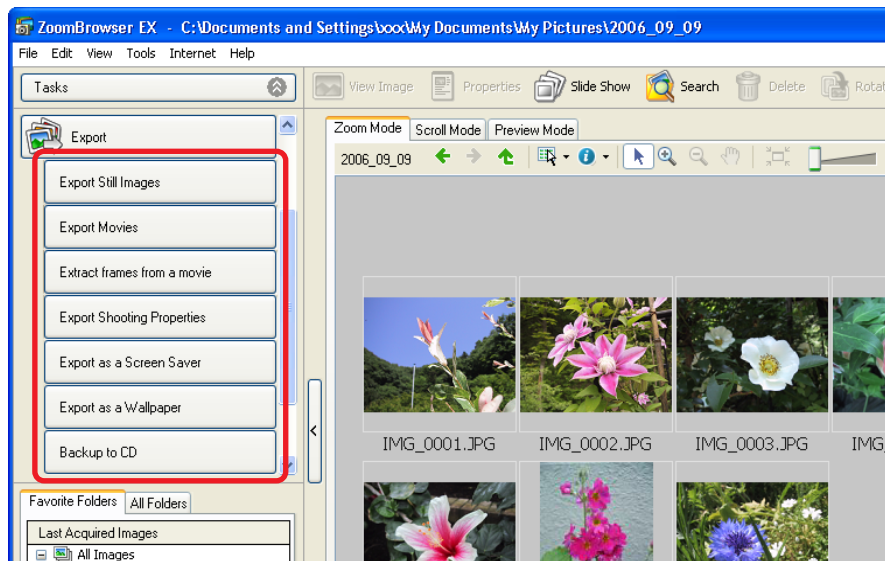 ZoomBrowser EX - C:\Documents and Settings\xxx\My Documents\My Pictures\2006_09_09
File Edit View Tools Internet Help
Tasks
View Image Properties Slide Show Search Delete Rotat
Export
Export Still Images
Export Movies
Extract frames from a movie
Export Shooting Properties
Export as a Screen Saver
Export as a Wallpaper
Backup to CD
Favorite Folders All Folders
Last Acquired Images
All Images
Zoom Mode Scroll Mode Preview Mode
2006_09_09
IMG_0001.JPG IMG_0002.JPG IMG_0003.JPG IMG_